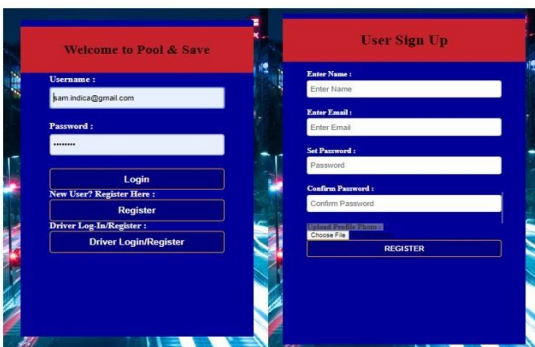 Welcome to Pool & Save
Username :
sam.indica@gmail.com
Password :
••••••••
Login
New User? Register Here :
Register
Driver Log-In/Register :
Driver Login/Register
User Sign Up
Enter Name :
Enter Name
Enter Email :
Enter Email
Set Password :
Password
Confirm Password :
Confirm Password
Upload Profile Photo :
Choose File
REGISTER